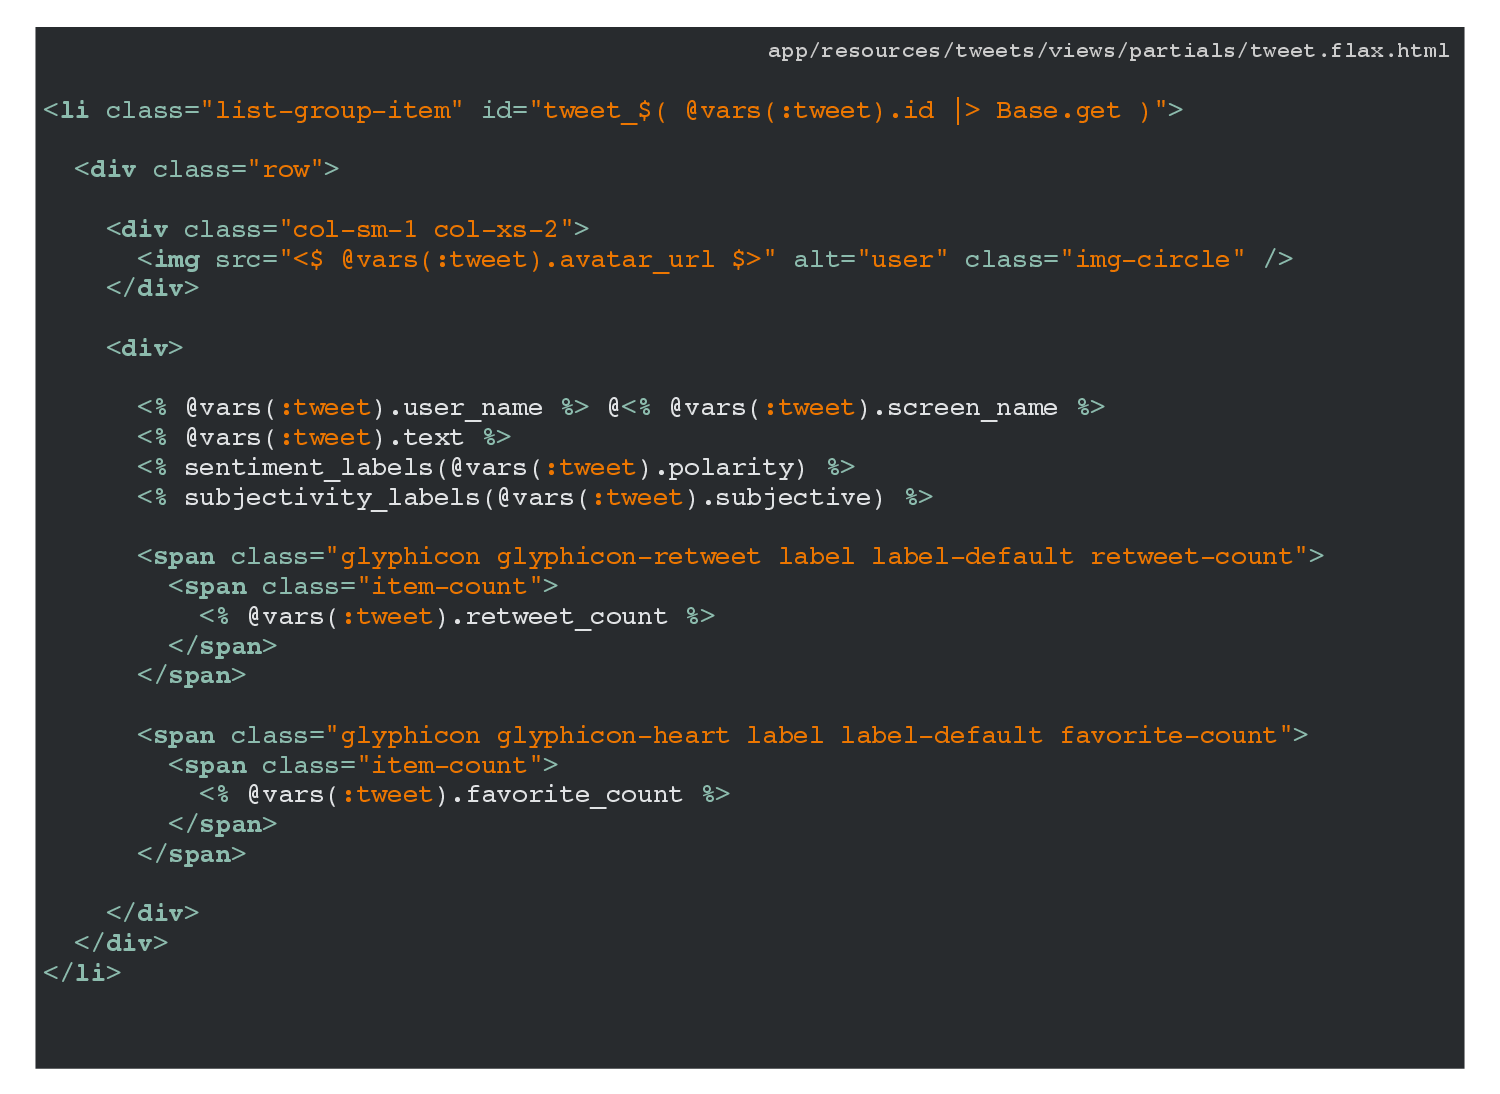 app/resources/tweets/views/partials/tweet.flax.html
<li class="list-group-item" id="tweet_$( @vars(:tweet).id |> Base.get )">
<div class="row">
<div class="col-sm-1 col-xs-2">
<img src="<$ @vars(:tweet).avatar_url $>" alt="user" class="img-circle" />
</div>
<div>
<% @vars(:tweet).user_name %> @<% @vars(:tweet).screen_name %>
<% @vars(:tweet).text %>
<% sentiment_labels(@vars(:tweet).polarity) %>
<% subjectivity_labels(@vars(:tweet).subjective) %>
<span class="glyphicon glyphicon-retweet label label-default retweet-count">
<span class="item-count">
<% @vars(:tweet).retweet_count %>
</span>
</span>
<span class="glyphicon glyphicon-heart label label-default favorite-count">
<span class="item-count">
<% @vars(:tweet).favorite_count %>
</span>
</span>
</div>
</div>
</li>